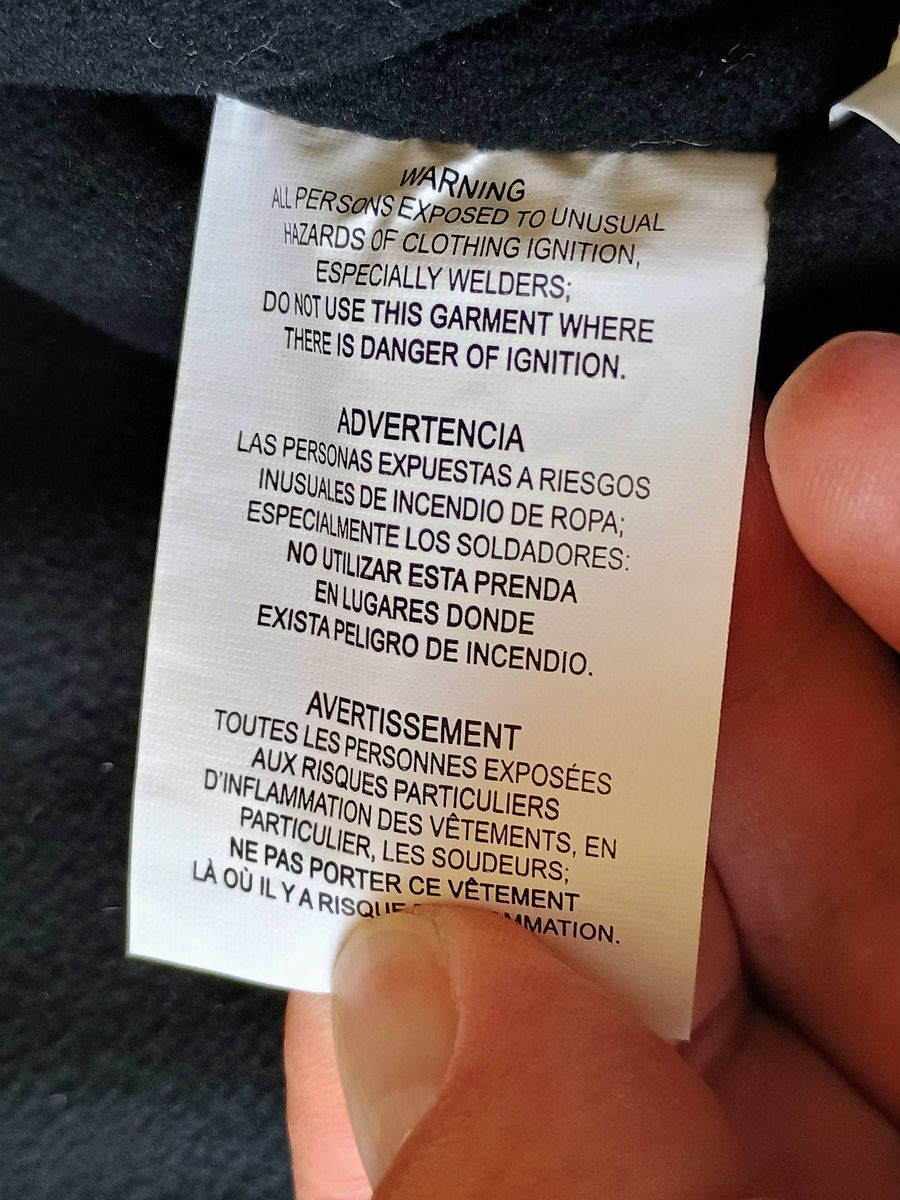 WARNING
ALL PERSONS EXPOSED TO UNUSUAL
HAZARDS OF CLOTHING IGNITION,
ESPECIALLY WELDERS;
DO NOT USE THIS GARMENT WHERE
THERE IS DANGER OF IGNITION.
ADVERTENCIA
LAS PERSONAS EXPUESTAS A RIESGOS
INUSUALES DE INCENDIO DE ROPA;
ESPECIALMENTE LOS SOLDADORES:
NO UTILIZAR ESTA PRENDA
EN LUGARES DONDE
EXISTA PELIGRO DE INCENDIO.
AVERTISSEMENT
TOUTES LES PERSONNES EXPOSÉES
AUX RISQUES PARTICULIERS
D'INFLAMMATION DES VÊTEMENTS, EN
PARTICULIER, LES SOUDEURS;
NE PAS PORTER CE VÊTEMENT
LÀ OÙ IL Y A RISQUE